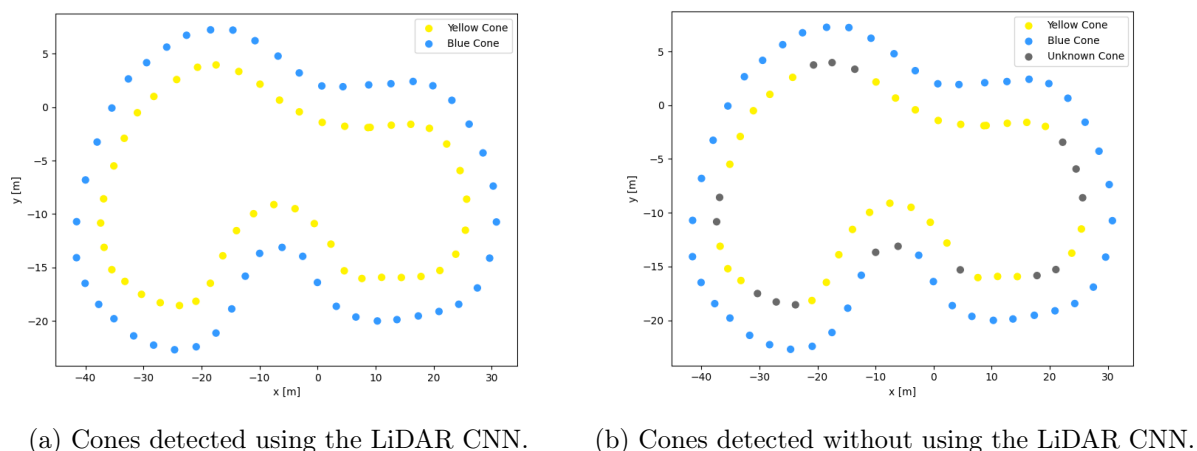 Yellow Cone
Blue Cone
5
0
−5
−10
−15
−20
y [m]
−40 −30 −20 −10 0 10 20 30
x [m]
(a) Cones detected using the LiDAR CNN.
Yellow Cone
Blue Cone
Unknown Cone
5
0
−5
−10
−15
−20
y [m]
−40 −30 −20 −10 0 10 20 30
x [m]
(b) Cones detected without using the LiDAR CNN.